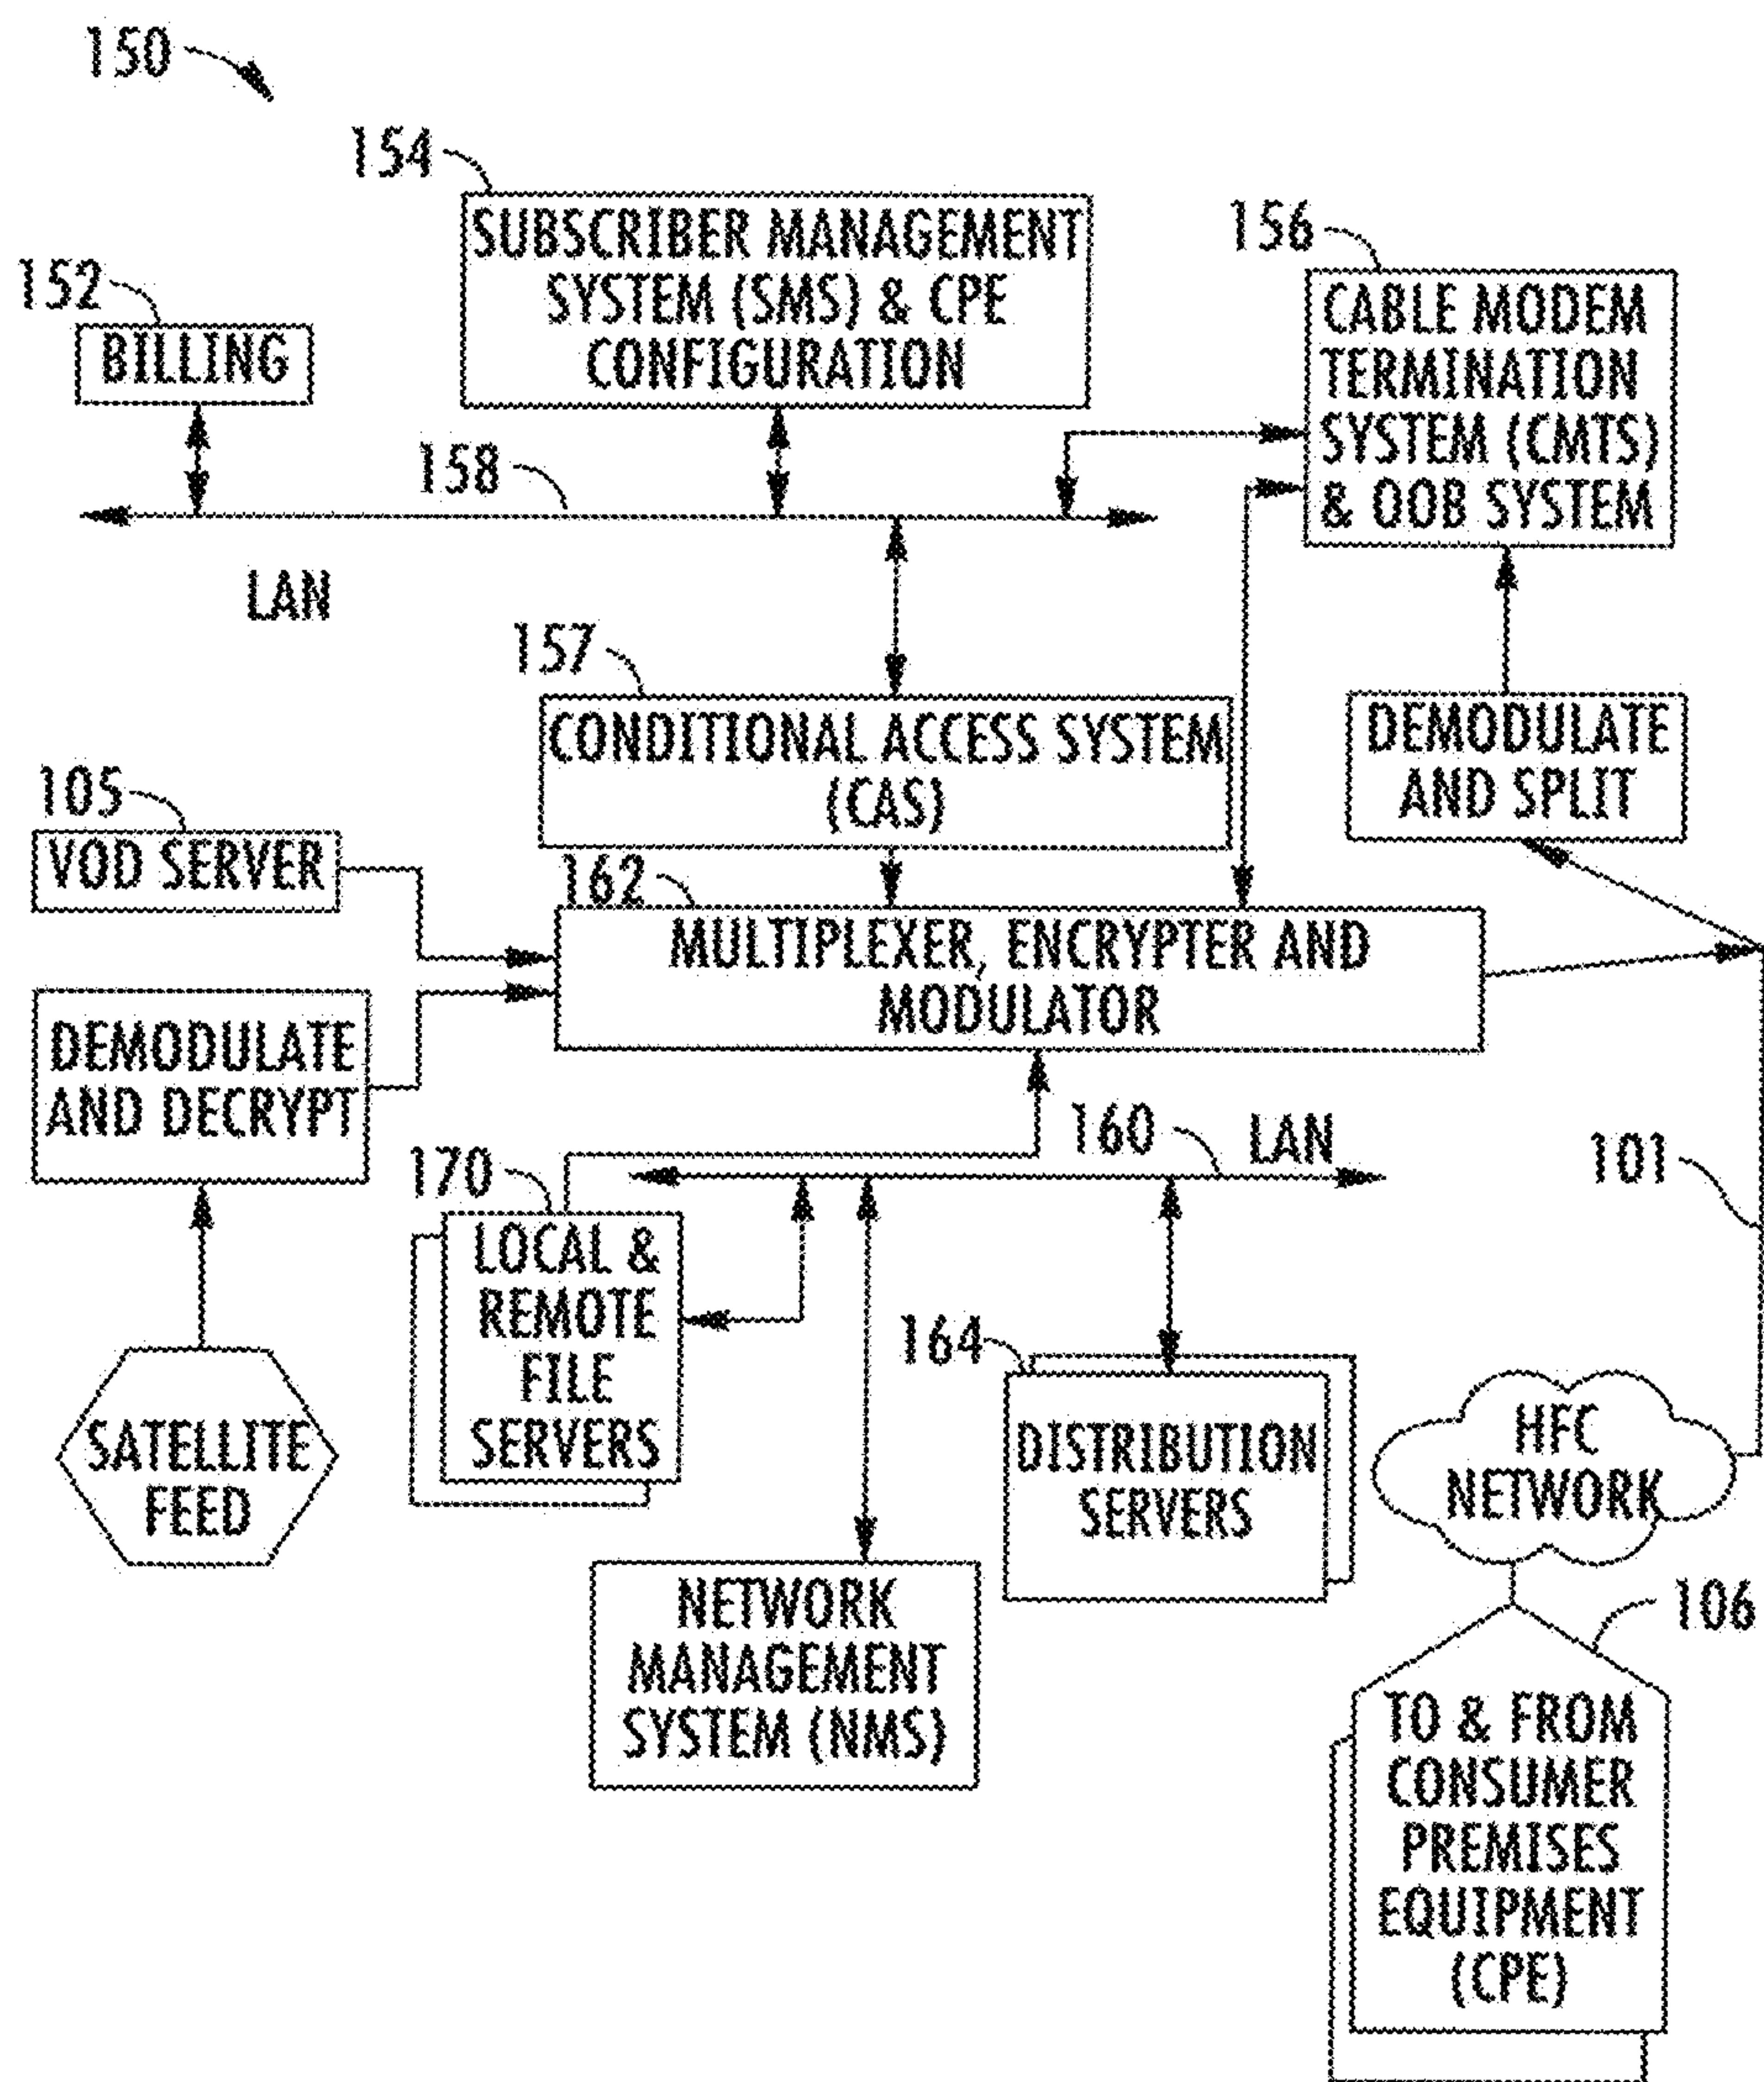 150
154
SUBSCRIBER MANAGEMENT
SYSTEM (SMS) & CPE
CONFIGURATION
156
CABLE MODEM
TERMINATION
SYSTEM (CMTS)
& OOB SYSTEM
152
BILLING
158
LAN
157
CONDITIONAL ACCESS SYSTEM
(CAS)
DEMODULATE
AND SPLIT
105
VOD SERVER
162
MULTIPLEXER, ENCRYPTER AND
MODULATOR
DEMODULATE
AND DECRYPT
160
LAN
101
170
LOCAL &
REMOTE
FILE
SERVERS
164
DISTRIBUTION
SERVERS
HFC
NETWORK
SATELLITE
FEED
NETWORK
MANAGEMENT
SYSTEM (NMS)
106
TO & FROM
CONSUMER
PREMISES
EQUIPMENT
(CPE)